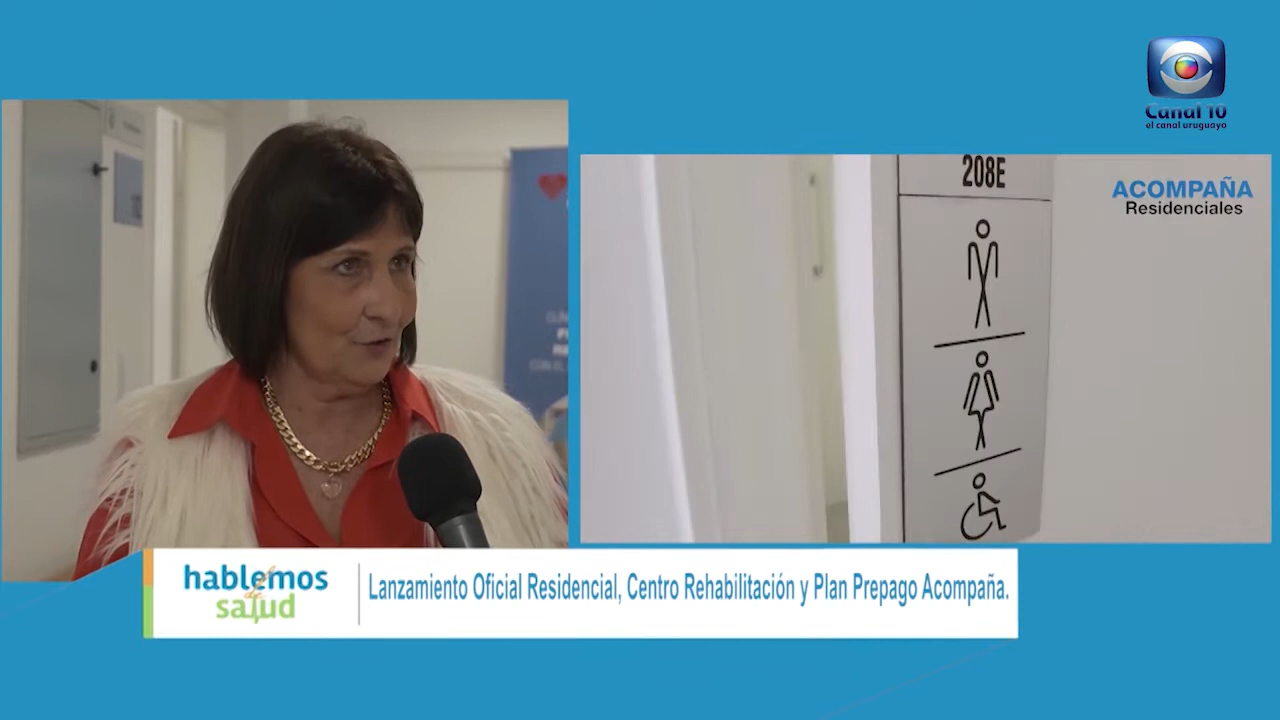 Canal 10
el canal uruguayo
208E
ACOMPAÑA
Residenciales
hablemos
de
salud
Lanzamiento Oficial Residencial, Centro Rehabilitación y Plan Prepago Acompaña.